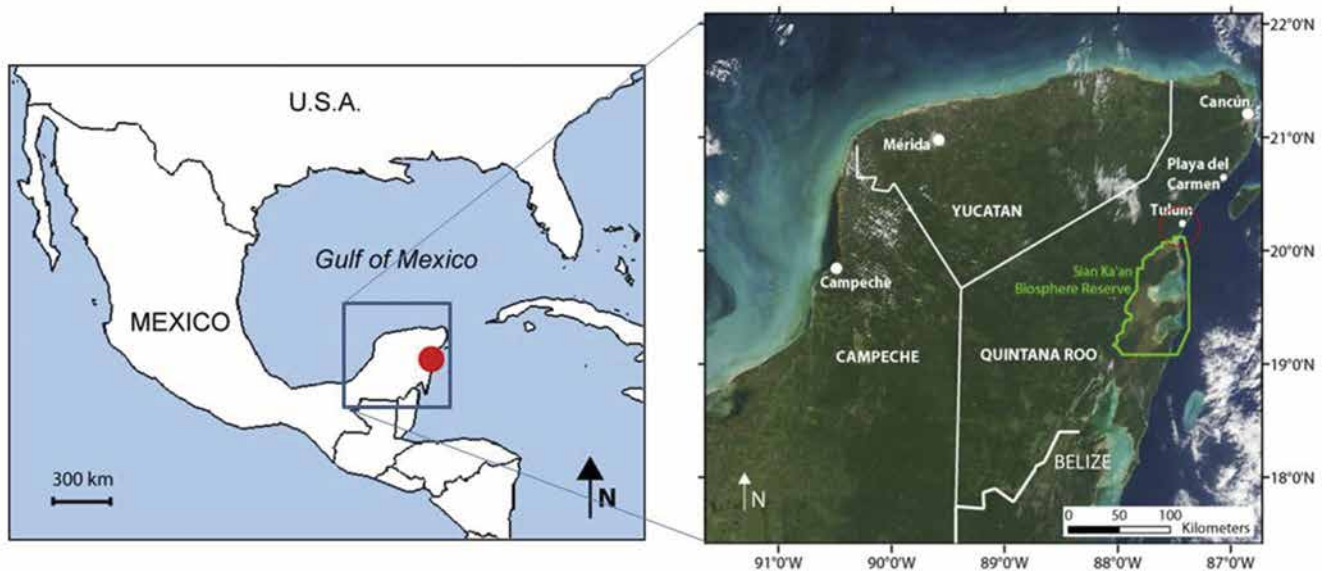 U.S.A.
Gulf of Mexico
MEXICO
300 km
N
22°0'N
Cancún
21°0'N
Mérida
Playa del
Carmen
YUCATAN
Tulum
20°0'N
Sian Ka'an
Biosphere Reserve
Campeche
CAMPECHE
QUINTANA ROO
19°0'N
BELIZE
18°0'N
N
0 50 100
Kilometers
91°0'W 90°0'W 89°0'W 88°0'W 87°0'W